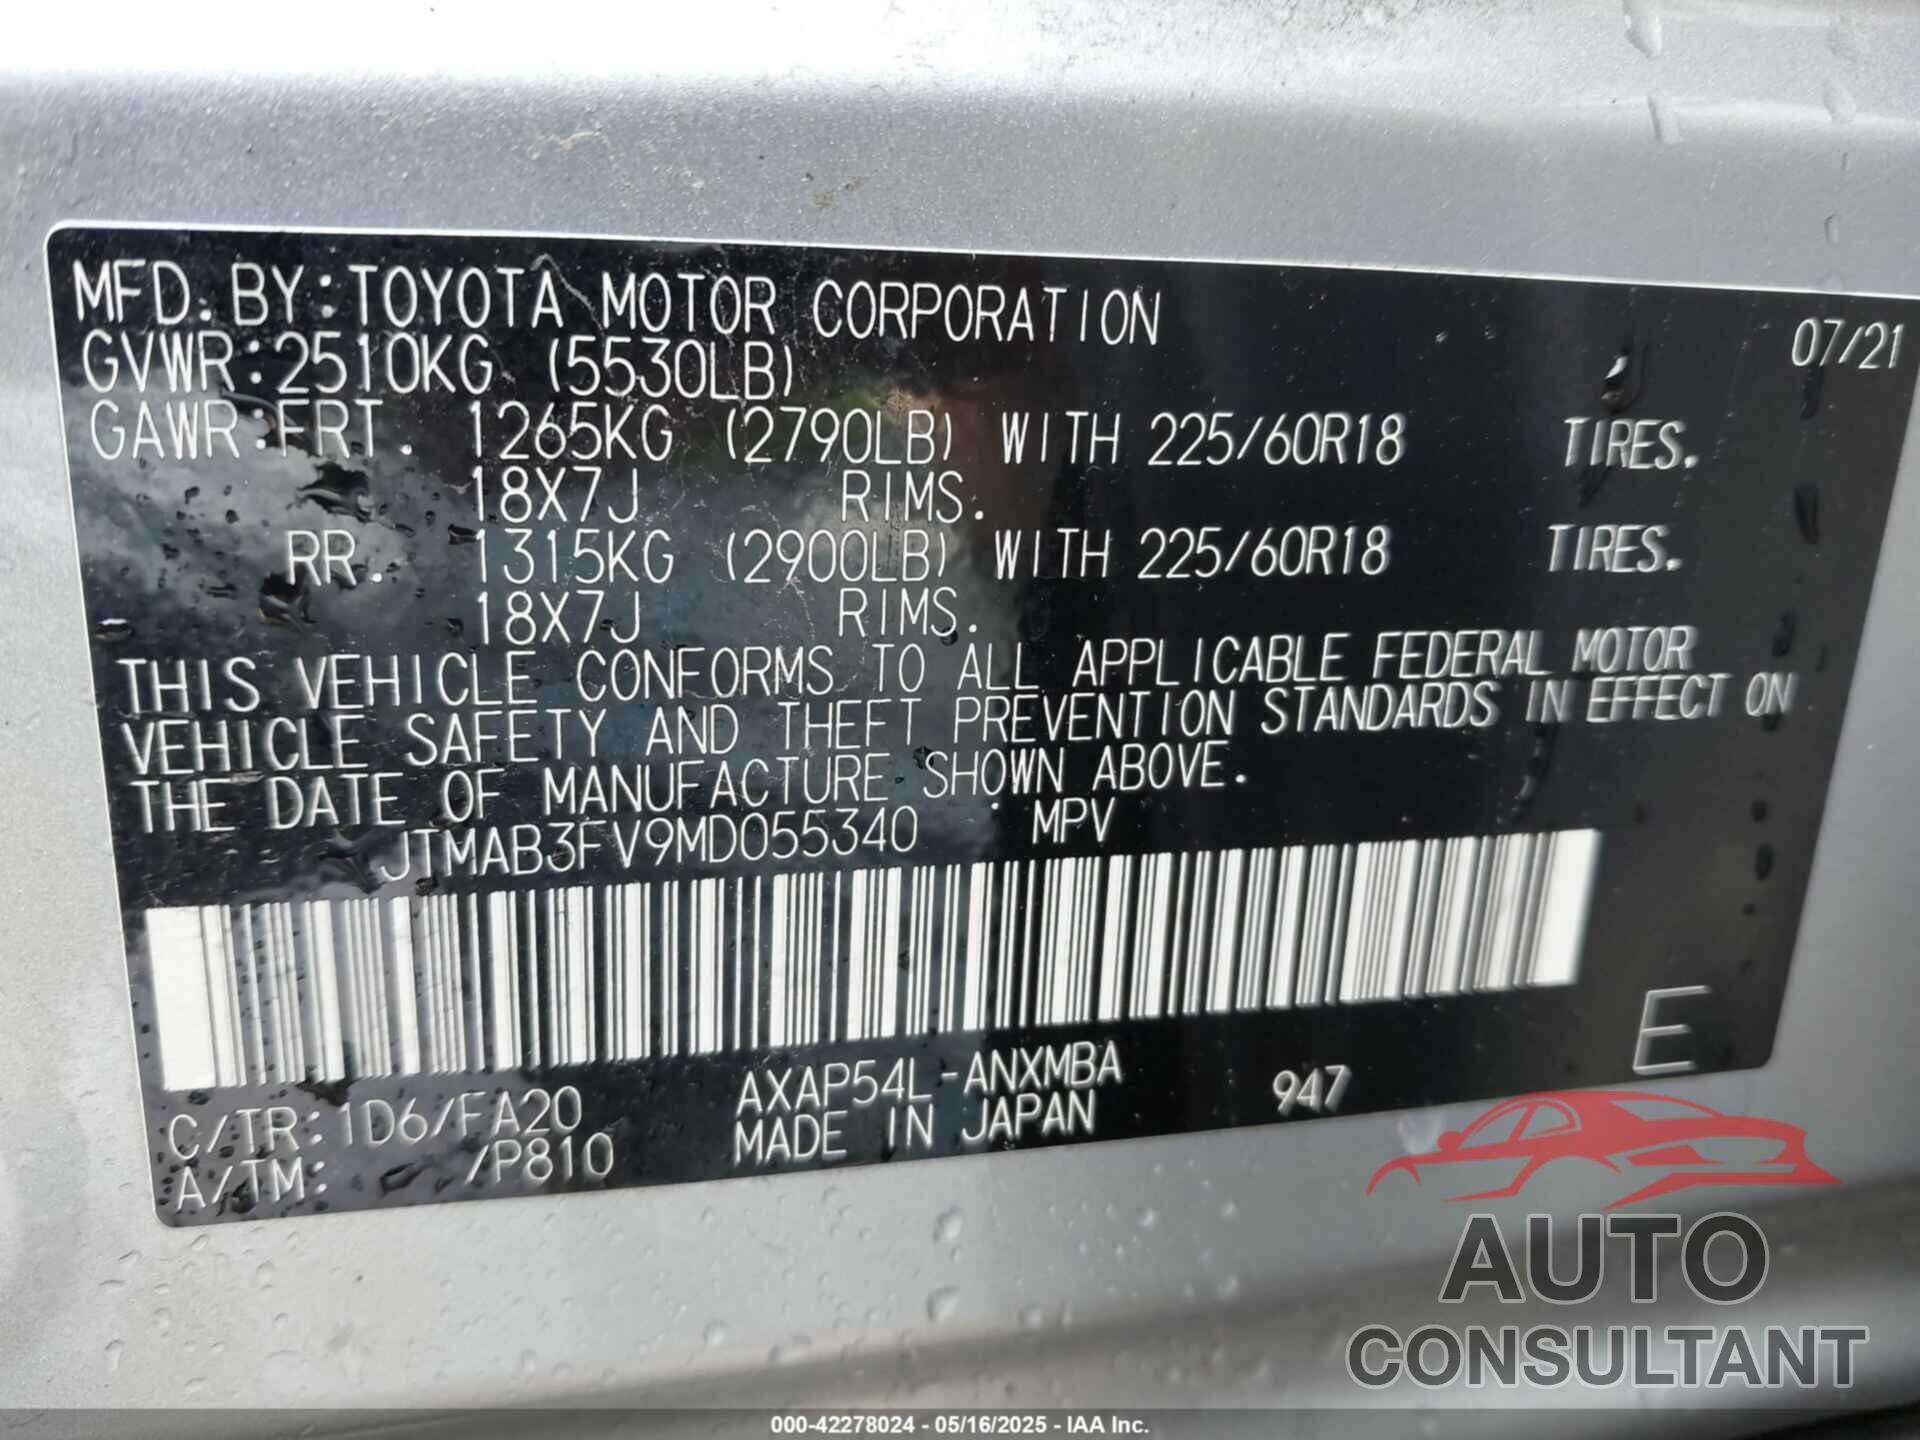 MFD. BY:TOYOTA MOTOR CORPORATION 07/21
GVWR:2510KG (5530LB)
GAWR:FRT. 1265KG (2790LB) WITH 225/60R18 TIRES.
18X7J RIMS.
RR. 1315KG (2900LB) WITH 225/60R18 TIRES.
18X7J RIMS.
THIS VEHICLE CONFORMS TO ALL APPLICABLE FEDERAL MOTOR
VEHICLE SAFETY AND THEFT PREVENTION STANDARDS IN EFFECT ON
THE DATE OF MANUFACTURE SHOWN ABOVE.
JTMAB3FV9MD055340 MPV
E
C/TR:1D6/FA20 AXAP54L-ANXMBA 947
A/TM: /P810 MADE IN JAPAN
AUTO
CONSULTANT
000-42278024 - 05/16/2025 - IAA Inc.